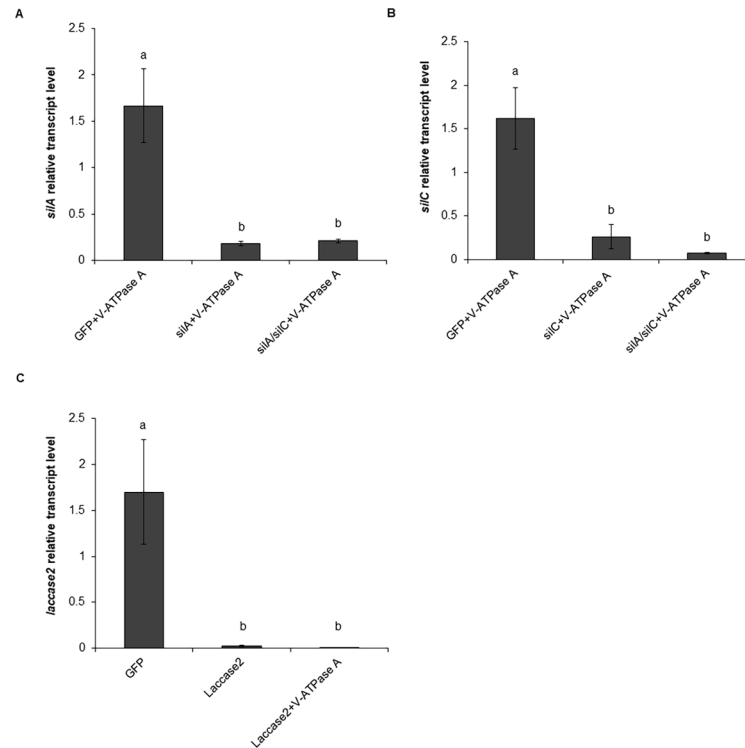 A
silA relative transcript level
2.5
2
1.5
1
0.5
0
a
b
b
GFP+V-ATPase A
silA+V-ATPase A
silA/silC+V-ATPase A
B
silC relative transcript level
2.5
2
1.5
1
0.5
0
a
b
b
GFP+V-ATPase A
silC+V-ATPase A
silA/silC+V-ATPase A
C
laccase2 relative transcript level
2.5
2
1.5
1
0.5
0
a
b
b
GFP
Laccase2
Laccase2+V-ATPase A